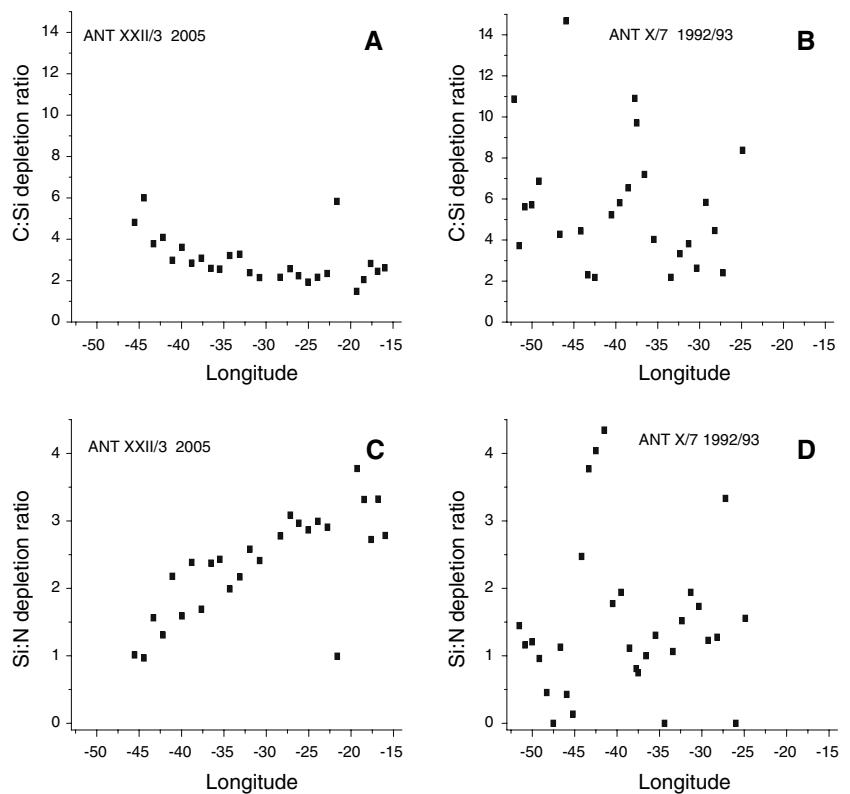 ANT XXII/3 2005
A
C:Si depletion ratio
14
12
10
8
6
4
2
0
-50 -45 -40 -35 -30 -25 -20 -15
Longitude
ANT X/7 1992/93
B
C:Si depletion ratio
14
12
10
8
6
4
2
0
-50 -45 -40 -35 -30 -25 -20 -15
Longitude
ANT XXII/3 2005
C
Si:N depletion ratio
4
3
2
1
0
-50 -45 -40 -35 -30 -25 -20 -15
Longitude
ANT X/7 1992/93
D
Si:N depletion ratio
4
3
2
1
0
-50 -45 -40 -35 -30 -25 -20 -15
Longitude